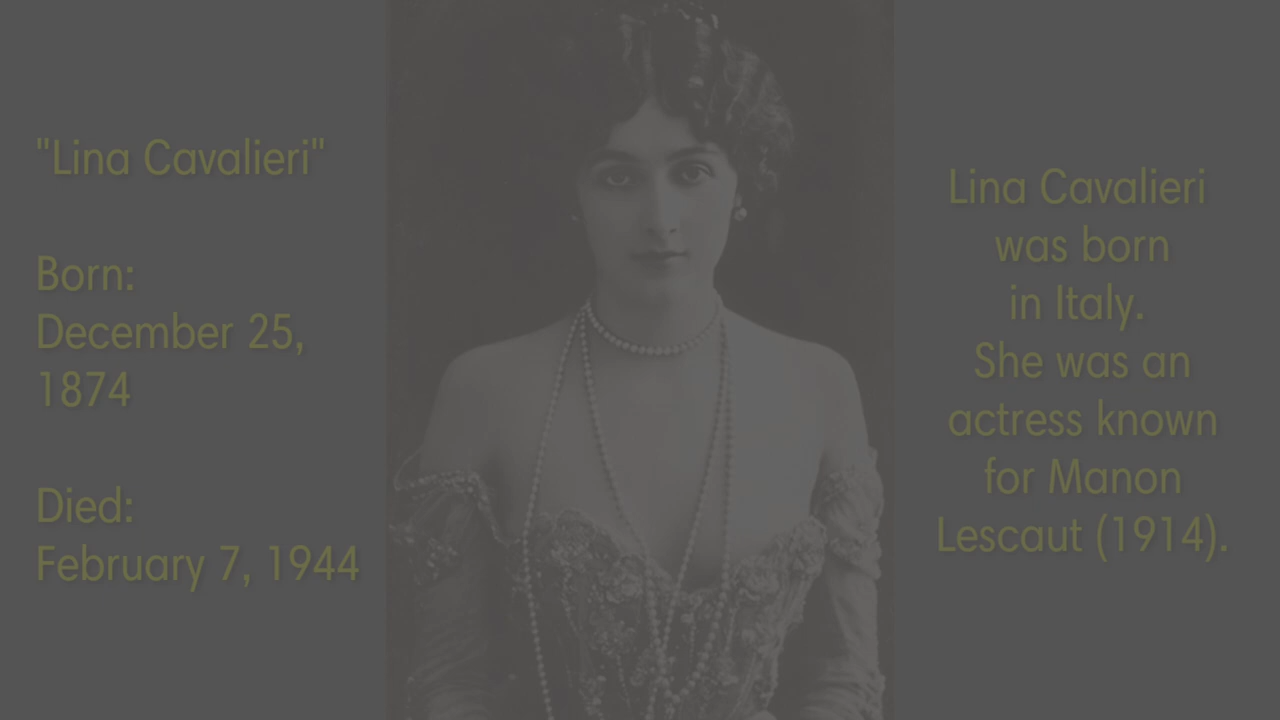 "Lina Cavalieri"
Born:
December 25,
1874
Died:
February 7, 1944
Lina Cavalieri
was born
in Italy.
She was an
actress known
for Manon
Lescaut (1914).